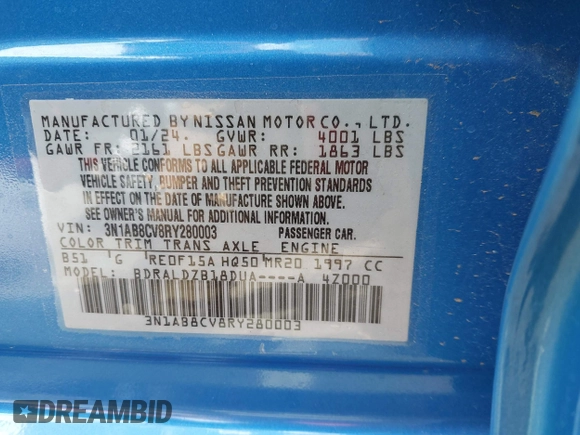 MANUFACTURED BY NISSAN MOTOR CO., LTD.
DATE: 01/24 GVWR: 4001 LBS
GAWR FR: 2161 LBS GAWR RR: 1863 LBS
THIS VEHICLE CONFORMS TO ALL APPLICABLE FEDERAL MOTOR
VEHICLE SAFETY, BUMPER AND THEFT PREVENTION STANDARDS
IN EFFECT ON THE DATE OF MANUFACTURE SHOWN ABOVE.
SEE OWNER'S MANUAL FOR ADDITIONAL INFORMATION.
VIN: 3N1AB8CV8RY280003 PASSENGER CAR.
COLOR TRIM TRANS AXLE ENGINE
B51 G RE0F15A HQ50 MR20 1997 CC
MODEL: BDRALDZB18DUA----A 4Z000
3N1AB8CV8RY280003
DREAMBID